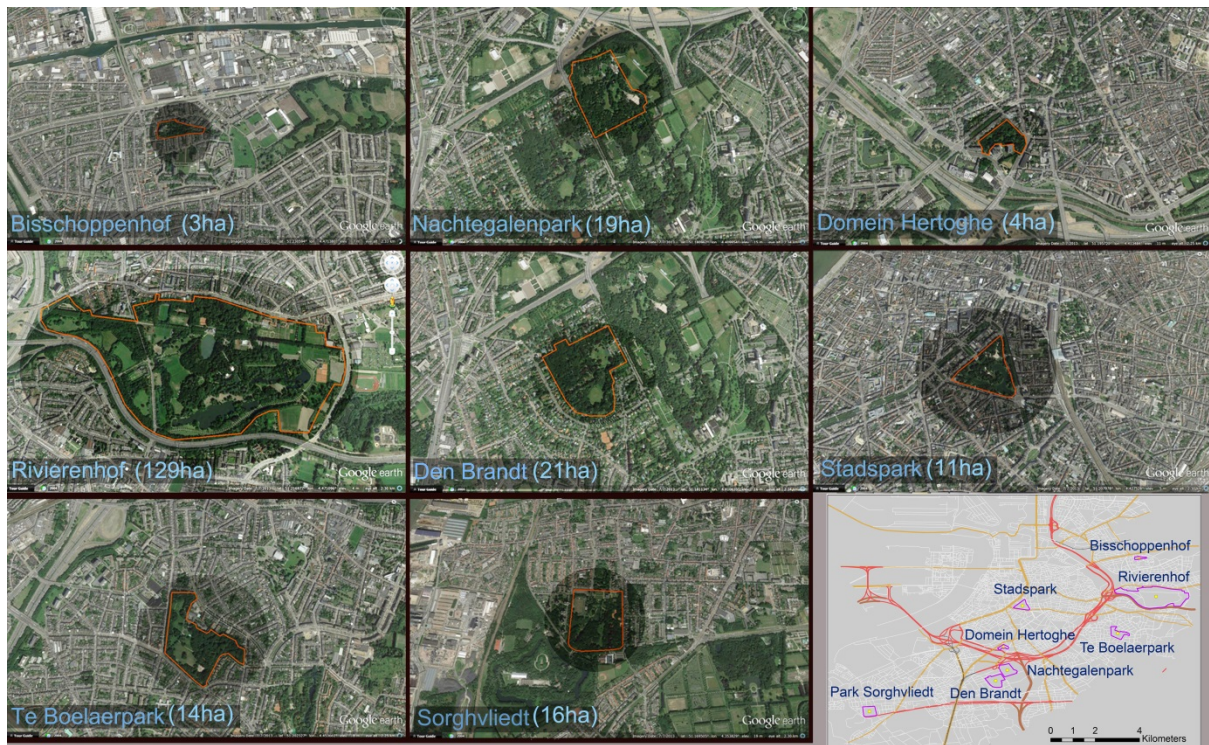 Bisschoppenhof (3ha)
Google earth
Nachtegalenpark (19ha)
Google earth
Domein Hertoghe (4ha)
Google earth
Rivierenhof (129ha)
Google earth
Den Brandt (21ha)
Google earth
Stadspark (11ha)
Google earth
Te Boelaerpark (14ha)
Google earth
Sorghvliedt (16ha)
Google earth
Bisschoppenhof
Rivierenhof
Stadspark
Domein Hertoghe
Te Boelaerpark
Nachtegalenpark
Park Sorghvliedt
Den Brandt
0 1 2 4
Kilometers